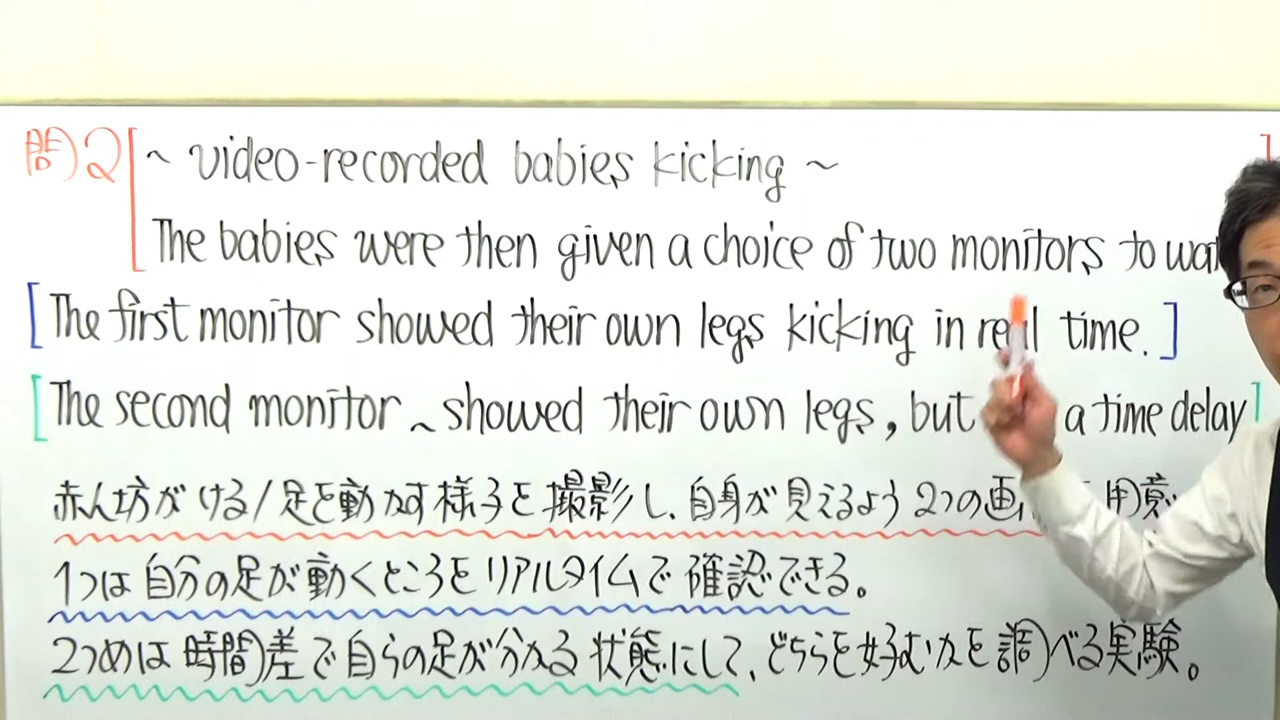 問2 [ ~ video-recorded babies kicking ~ ]
The babies were then given a choice of two monitors to
[The first monitor showed their own legs kicking in real time.]
[The second monitor ~ showed their own legs, but a time delay]
赤ん坊がける/足を動かす様子を撮影し、自身が見えるよう2つの画 用意
1つは自分の足が動くところをリアルタイムで確認できる。
2つめは時間差で自らの足が分かる状態にして、どちらを好むかを調べる実験。